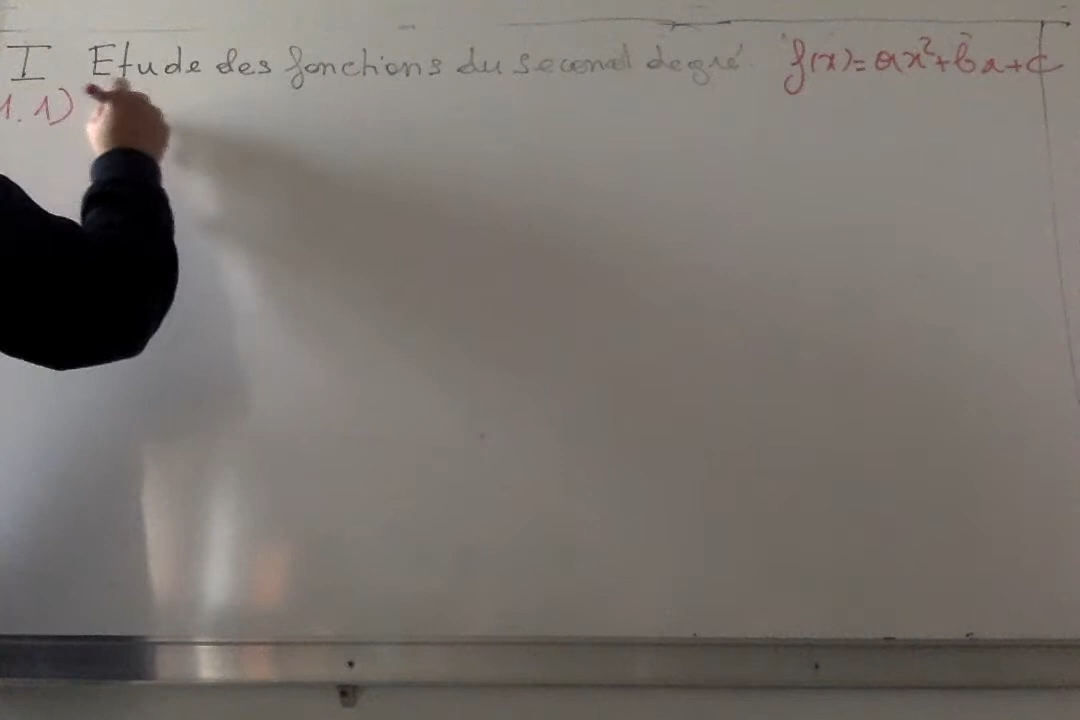 I Etude des fonctions du second degré f(x)=ax²+bx+c
1.1)